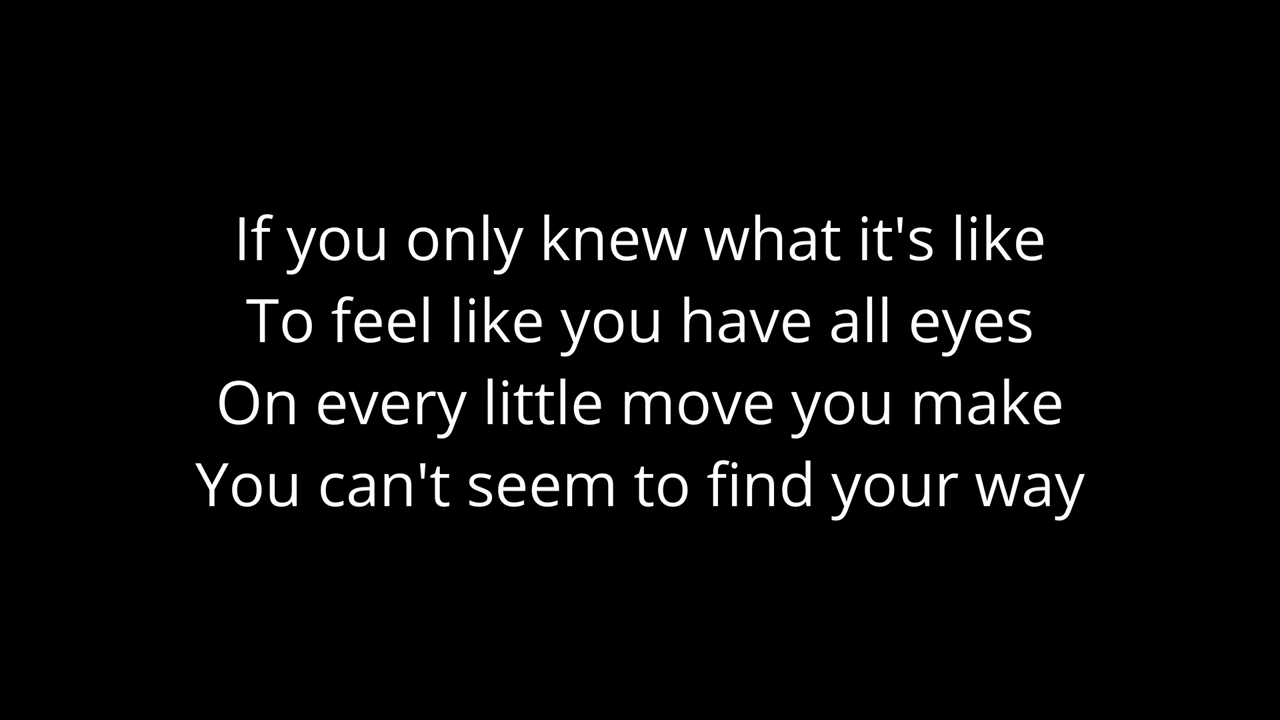 If you only knew what it's like
To feel like you have all eyes
On every little move you make
You can't seem to find your way